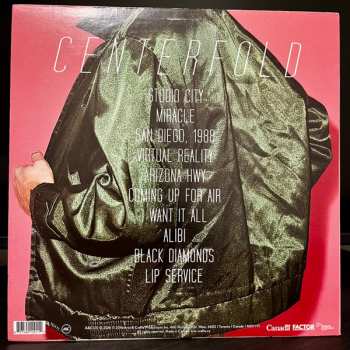 CENTERFOLD
STUDIO CITY
MIRACLE
SAN DIEGO, 1988
VIRTUAL REALITY
ARIZONA HWY
COMING UP FOR AIR
I WANT IT ALL
ALIBI
BLACK DIAMONDS
LIP SERVICE
Canada FACTOR